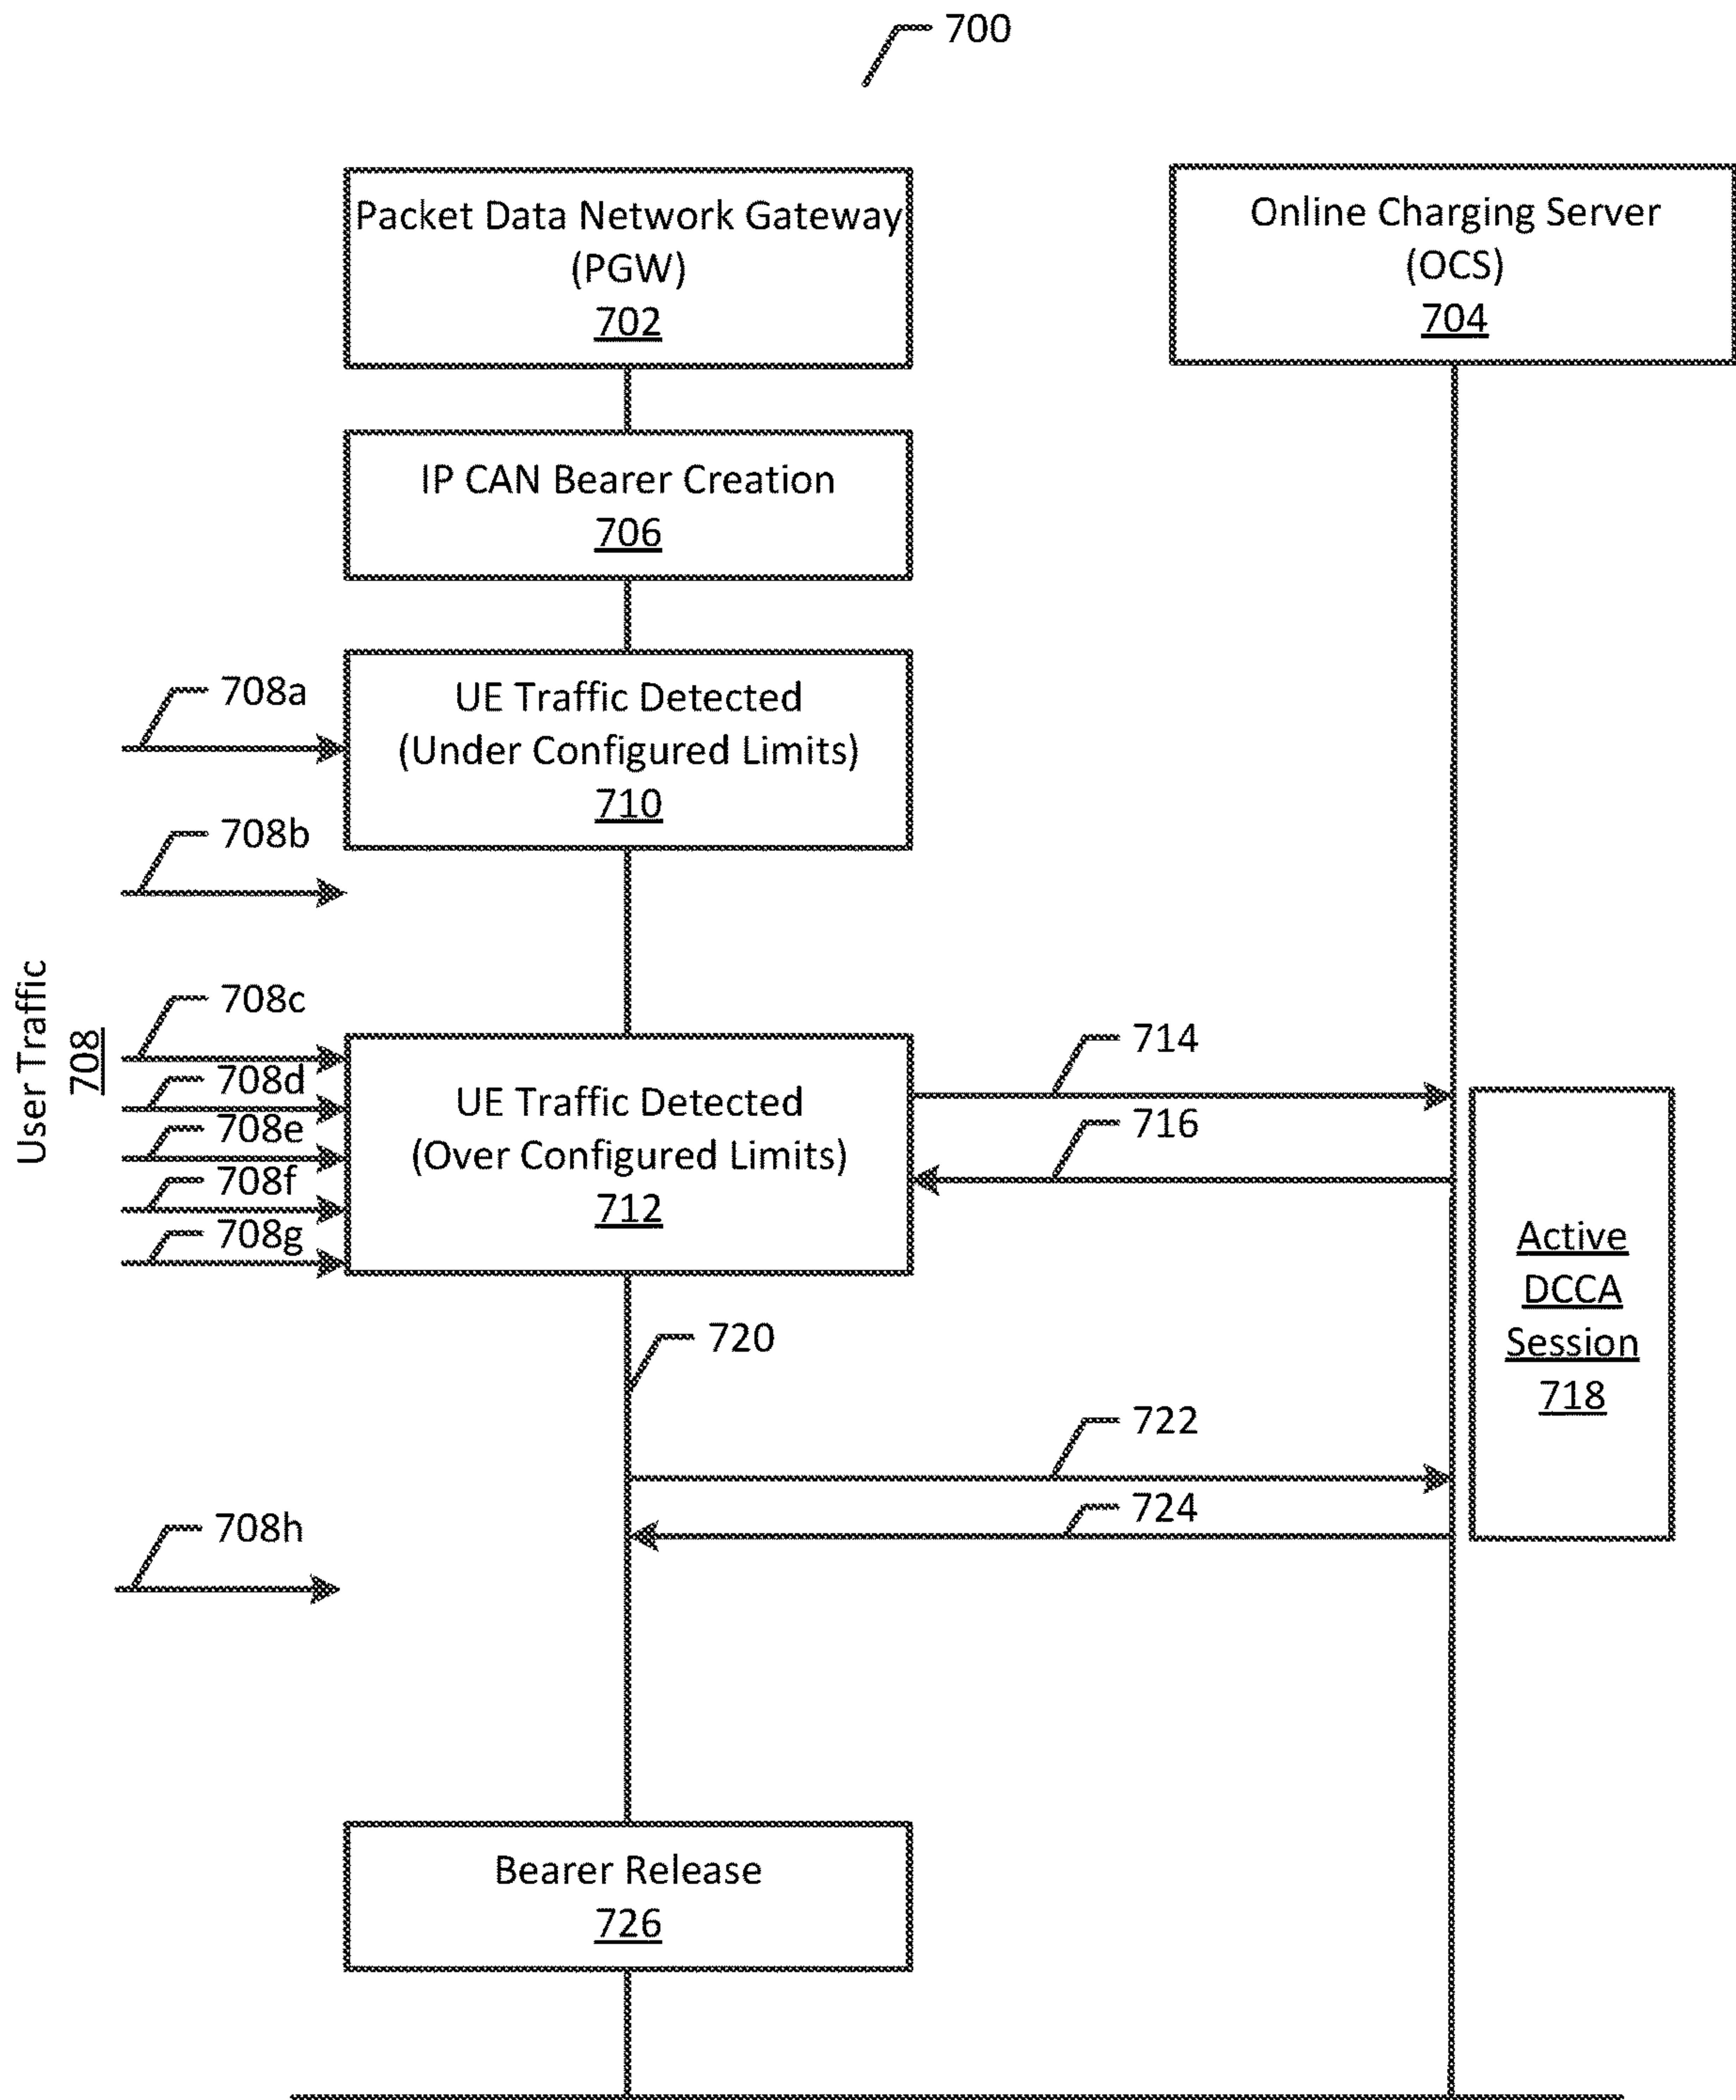 700
Packet Data Network Gateway
(PGW)
702
Online Charging Server
(OCS)
704
IP CAN Bearer Creation
706
708a
UE Traffic Detected
(Under Configured Limits)
710
708b
User Traffic
708
708c
708d
708e
708f
708g
UE Traffic Detected
(Over Configured Limits)
712
714
716
Active
DCCA
Session
718
720
722
724
708h
Bearer Release
726